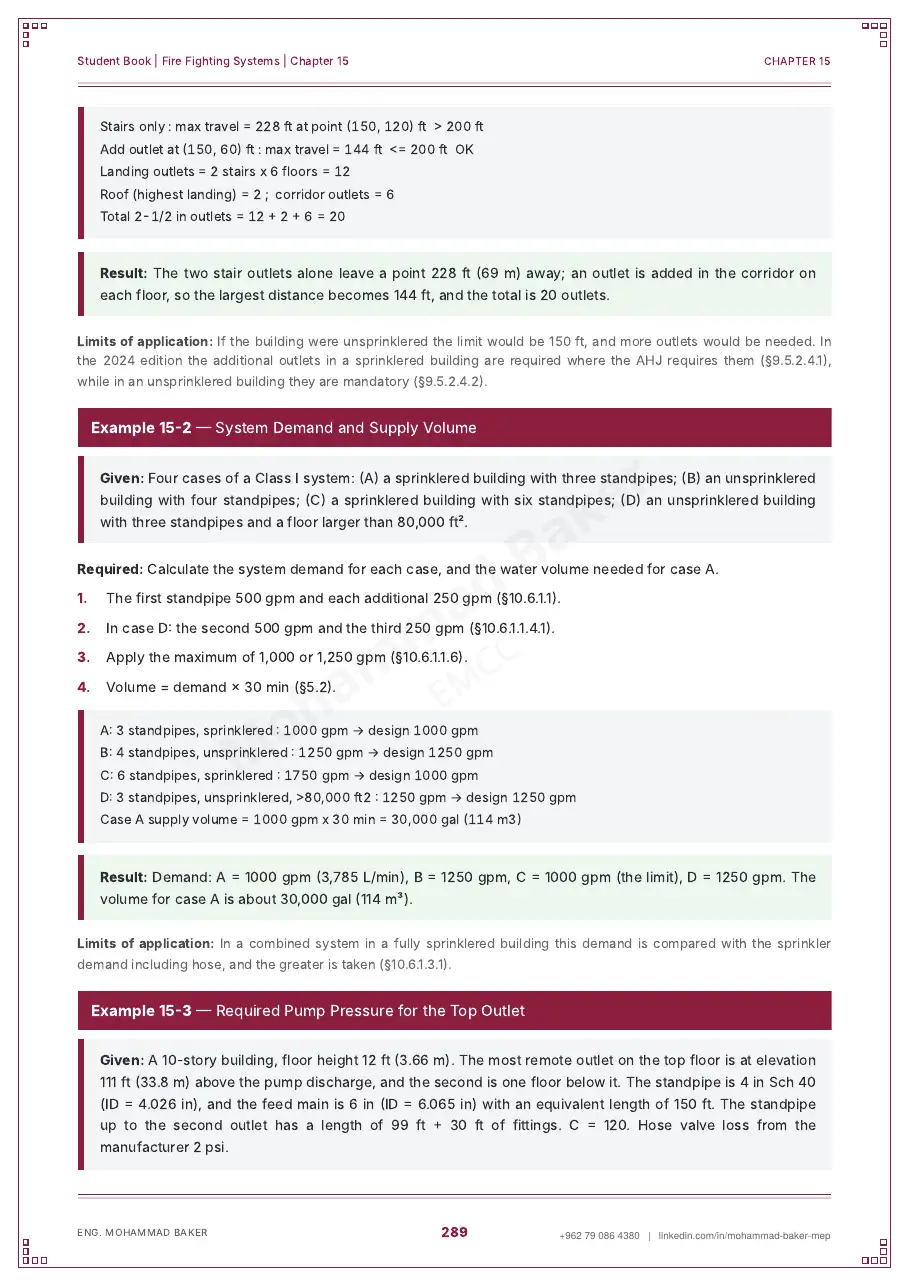 Student Book | Fire Fighting Systems | Chapter 15
CHAPTER 15
Stairs only : max travel = 228 ft at point (150, 120) ft > 200 ft
Add outlet at (150, 60) ft : max travel = 144 ft <= 200 ft OK
Landing outlets = 2 stairs x 6 floors = 12
Roof (highest landing) = 2 ; corridor outlets = 6
Total 2-1/2 in outlets = 12 + 2 + 6 = 20
Result: The two stair outlets alone leave a point 228 ft (69 m) away; an outlet is added in the corridor on
each floor, so the largest distance becomes 144 ft, and the total is 20 outlets.
Limits of application: If the building were unsprinklered the limit would be 150 ft, and more outlets would be needed. In
the 2024 edition the additional outlets in a sprinklered building are required where the AHJ requires them (§9.5.2.4.1),
while in an unsprinklered building they are mandatory (§9.5.2.4.2).
Example 15-2 — System Demand and Supply Volume
Given: Four cases of a Class I system: (A) a sprinklered building with three standpipes; (B) an unsprinklered
building with four standpipes; (C) a sprinklered building with six standpipes; (D) an unsprinklered building
with three standpipes and a floor larger than 80,000 ft².
Required: Calculate the system demand for each case, and the water volume needed for case A.
1. The first standpipe 500 gpm and each additional 250 gpm (§10.6.1.1).
2. In case D: the second 500 gpm and the third 250 gpm (§10.6.1.1.4.1).
3. Apply the maximum of 1,000 or 1,250 gpm (§10.6.1.1.6).
4. Volume = demand × 30 min (§5.2).
A: 3 standpipes, sprinklered : 1000 gpm → design 1000 gpm
B: 4 standpipes, unsprinklered : 1250 gpm → design 1250 gpm
C: 6 standpipes, sprinklered : 1750 gpm → design 1000 gpm
D: 3 standpipes, unsprinklered, >80,000 ft2 : 1250 gpm → design 1250 gpm
Case A supply volume = 1000 gpm x 30 min = 30,000 gal (114 m3)
Result: Demand: A = 1000 gpm (3,785 L/min), B = 1250 gpm, C = 1000 gpm (the limit), D = 1250 gpm. The
volume for case A is about 30,000 gal (114 m³).
Limits of application: In a combined system in a fully sprinklered building this demand is compared with the sprinkler
demand including hose, and the greater is taken (§10.6.1.3.1).
Example 15-3 — Required Pump Pressure for the Top Outlet
Given: A 10-story building, floor height 12 ft (3.66 m). The most remote outlet on the top floor is at elevation
111 ft (33.8 m) above the pump discharge, and the second is one floor below it. The standpipe is 4 in Sch 40
(ID = 4.026 in), and the feed main is 6 in (ID = 6.065 in) with an equivalent length of 150 ft. The standpipe
up to the second outlet has a length of 99 ft + 30 ft of fittings. C = 120. Hose valve loss from the
manufacturer 2 psi.
Mohammad Baker
EMCC
ENG. MOHAMMAD BAKER
289
+962 79 086 4380 | linkedin.com/in/mohammad-baker-mep